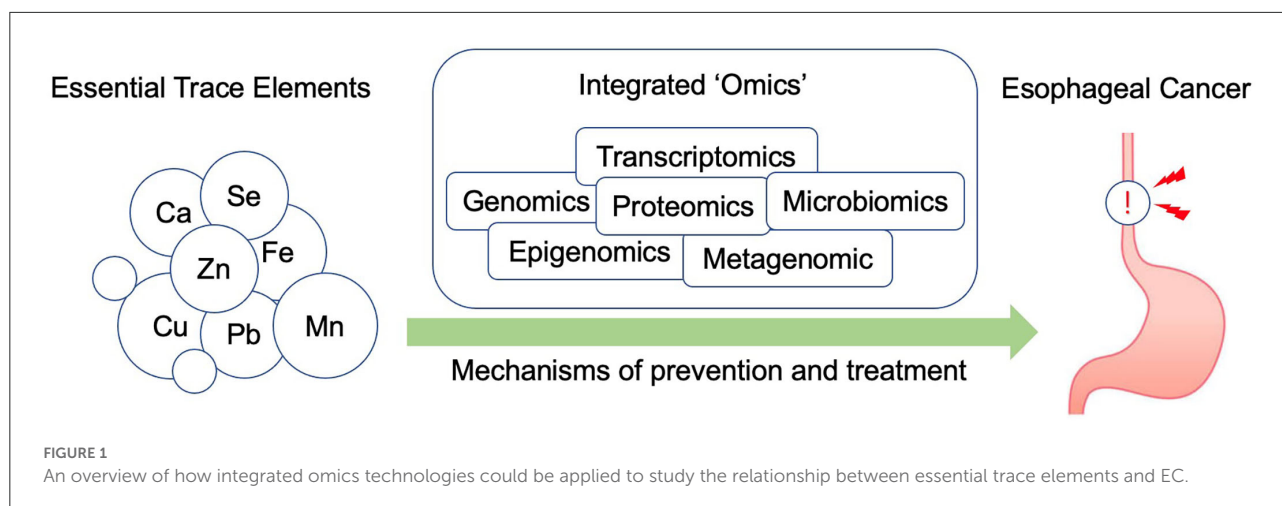 Essential Trace Elements
Ca
Se
Zn
Fe
Cu
Pb
Mn
Integrated ‘Omics’
Transcriptomics
Genomics
Proteomics
Microbiomics
Epigenomics
Metagenomic
Mechanisms of prevention and treatment
Esophageal Cancer
!
FIGURE 1
An overview of how integrated omics technologies could be applied to study the relationship between essential trace elements and EC.